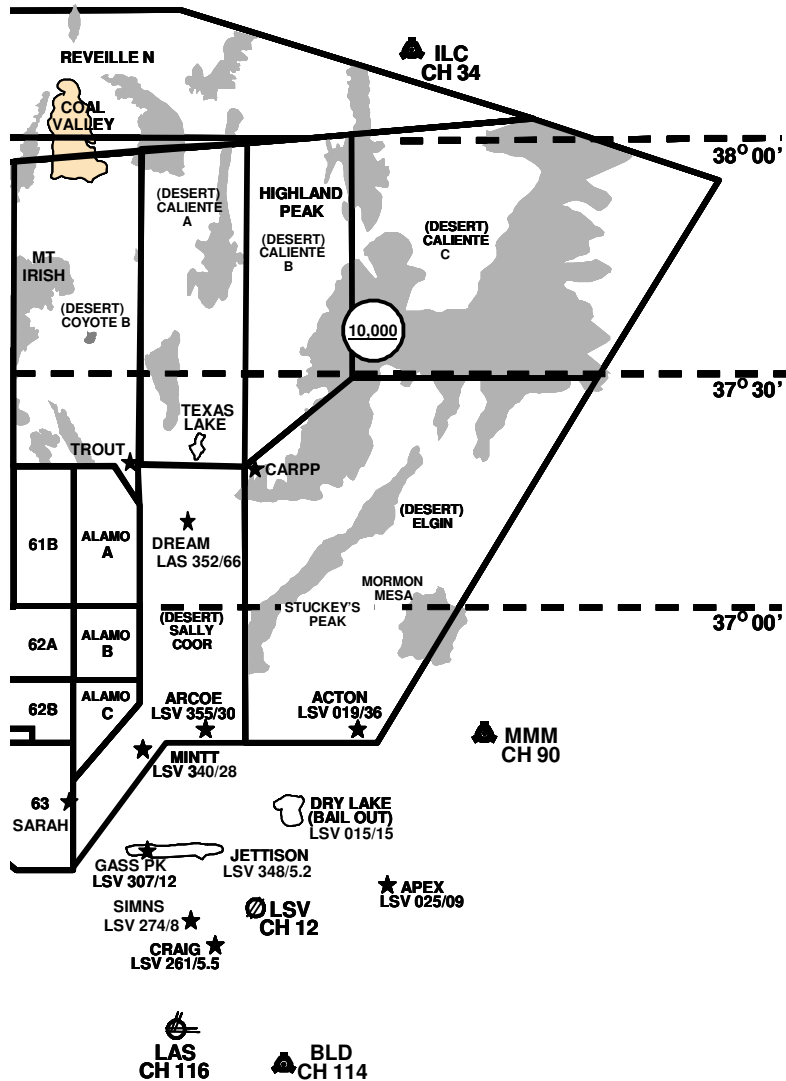 REVEILLE N
ILC
CH 34
COAL
VALLEY
38° 00'
(DESERT)
CALIENTE
A
HIGHLAND
PEAK
(DESERT)
CALIENTE
B
(DESERT)
CALIENTE
C
MT
IRISH
(DESERT)
COYOTE B
10,000
37° 30'
TEXAS
LAKE
TROUT
CARPP
(DESERT)
ELGIN
61B
ALAMO
A
DREAM
LAS 352/66
MORMON
MESA
STUCKEY'S
PEAK
37° 00'
(DESERT)
SALLY
COOR
62A
ALAMO
B
62B
ALAMO
C
ARCOE
LSV 355/30
ACTON
LSV 019/36
MMM
CH 90
MINTT
LSV 340/28
63
SARAH
DRY LAKE
(BAIL OUT)
LSV 015/15
JETTISON
LSV 348/5.2
GASS PK
LSV 307/12
APEX
LSV 025/09
SIMNS
LSV 274/8
LSV
CH 12
CRAIG
LSV 261/5.5
LAS
CH 116
BLD
CH 114